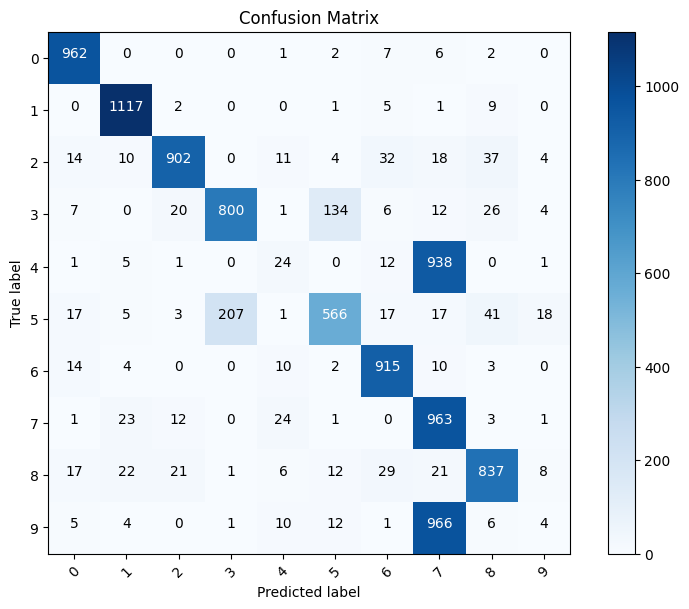 Confusion Matrix
0 962 0 0 0 1 2 7 6 2 0
1 0 1117 2 0 0 1 5 1 9 0
2 14 10 902 0 11 4 32 18 37 4
3 7 0 20 800 1 134 6 12 26 4
4 1 5 1 0 24 0 12 938 0 1
5 17 5 3 207 1 566 17 17 41 18
6 14 4 0 0 10 2 915 10 3 0
7 1 23 12 0 24 1 0 963 3 1
8 17 22 21 1 6 12 29 21 837 8
9 5 4 0 1 10 12 1 966 6 4
0 1 2 3 4 5 6 7 8 9
Predicted label
True label
1000
800
600
400
200
0